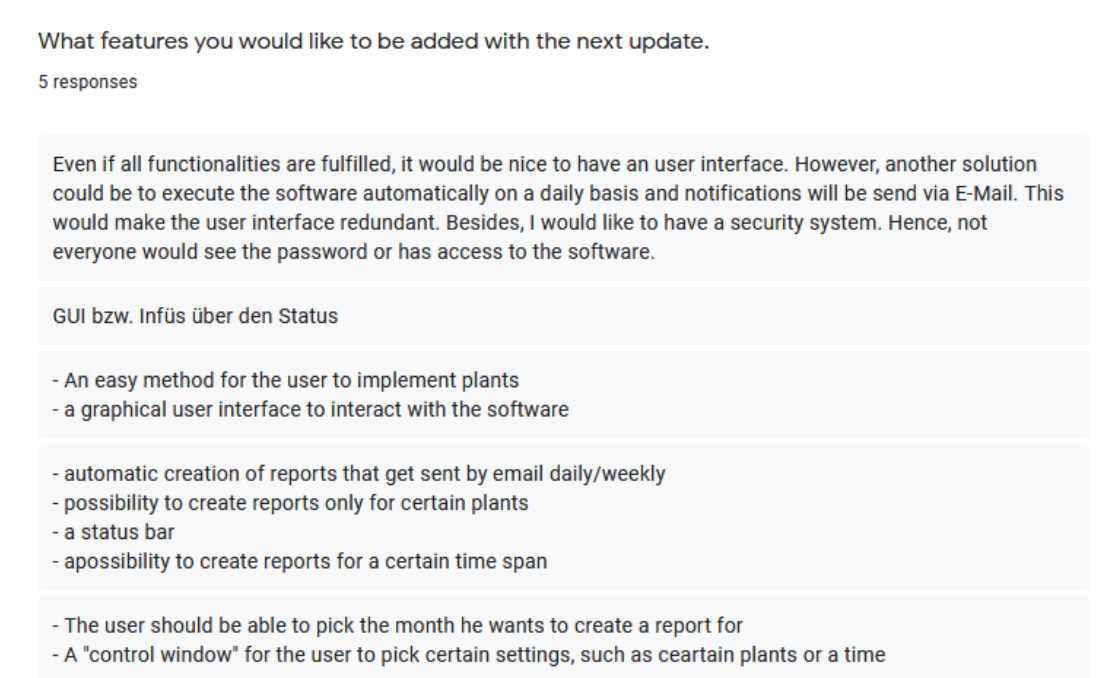 What features you would like to be added with the next update.
5 responses
Even if all functionalities are fulfilled, it would be nice to have an user interface. However, another solution
could be to execute the software automatically on a daily basis and notifications will be send via E-Mail. This
would make the user interface redundant. Besides, I would like to have a security system. Hence, not
everyone would see the password or has access to the software.
GUI bzw. Infüs über den Status
- An easy method for the user to implement plants
- a graphical user interface to interact with the software
- automatic creation of reports that get sent by email daily/weekly
- possibility to create reports only for certain plants
- a status bar
- apossibility to create reports for a certain time span
- The user should be able to pick the month he wants to create a report for
- A "control window" for the user to pick certain settings, such as ceartain plants or a time